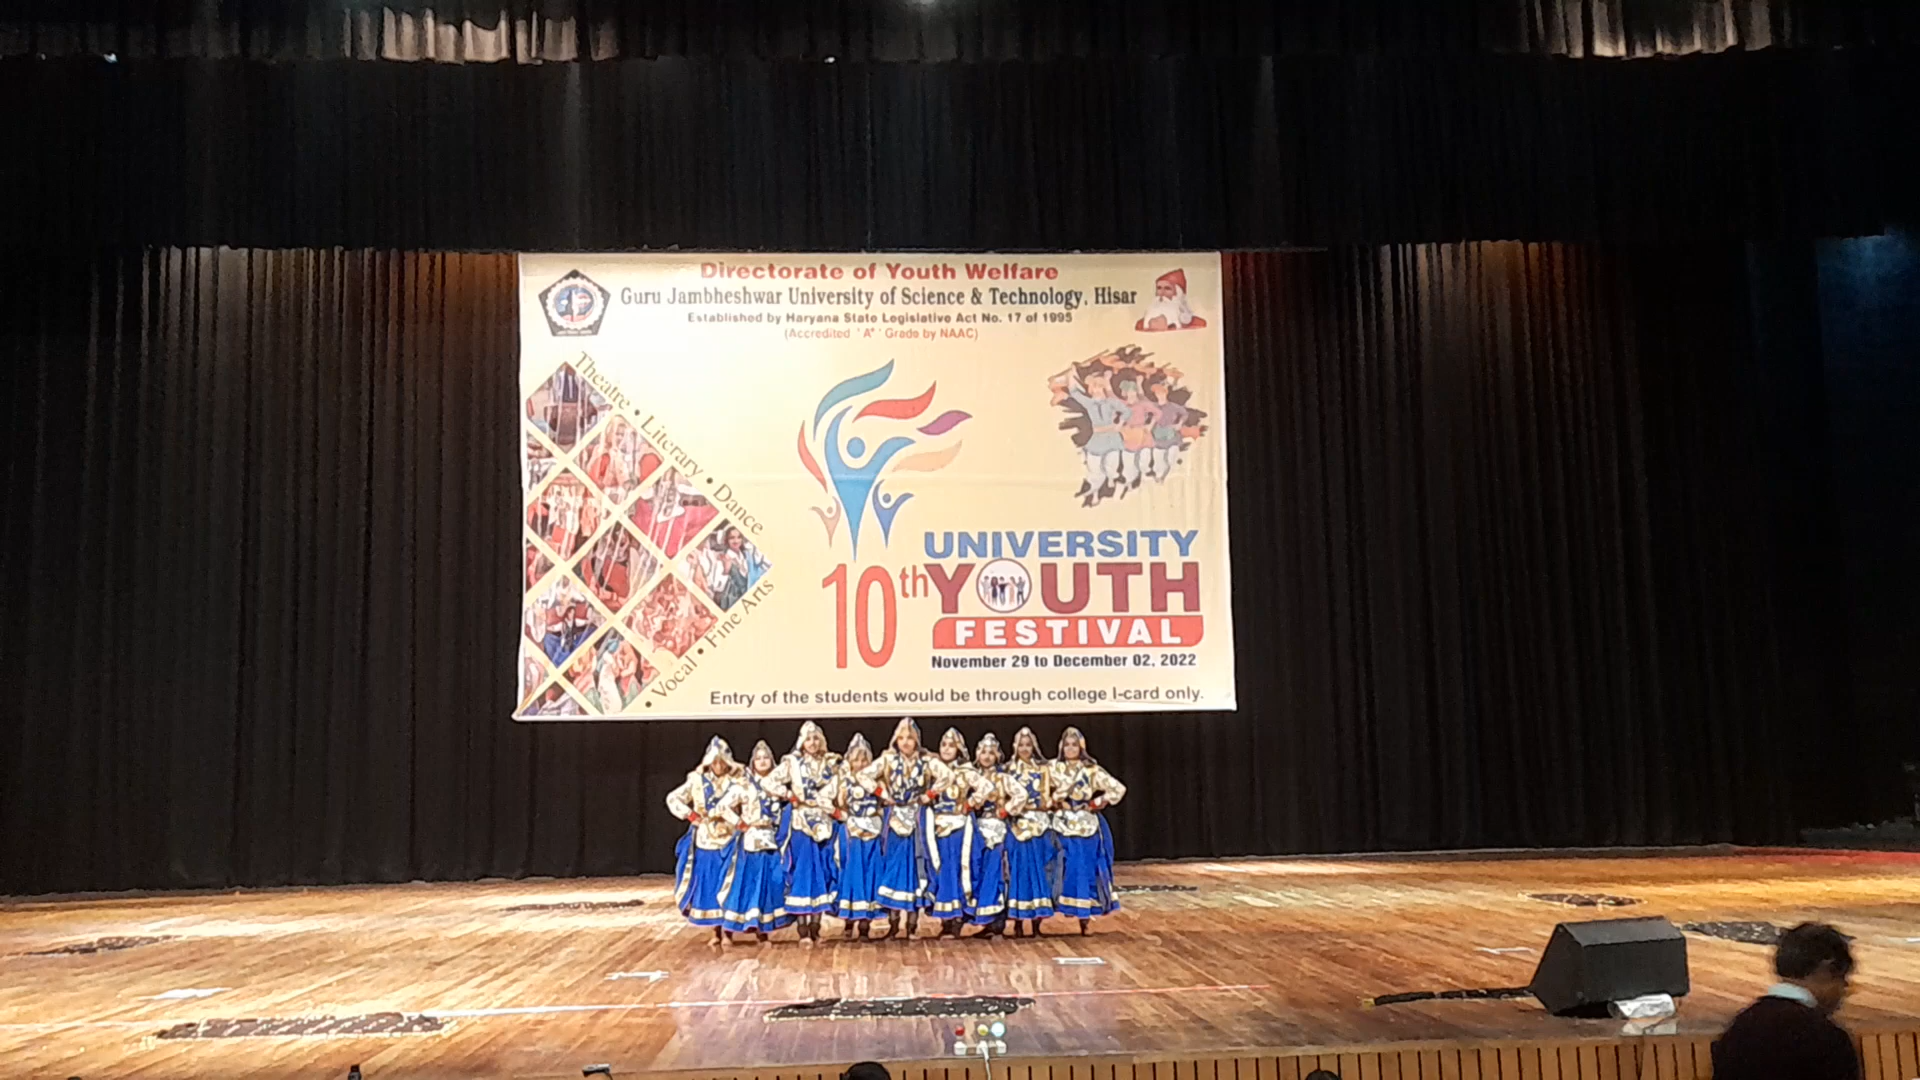 Directorate of Youth Welfare
Guru Jambheshwar University of Science & Technology, Hisar
Established by Haryana State Legislative Act No. 17 of 1995
(Accredited 'A+' Grade by NAAC)
Theatre • Literary • Dance
• Vocal • Fine Arts
10th
UNIVERSITY
YOUTH
FESTIVAL
November 29 to December 02, 2022
Entry of the students would be through college I-card only.